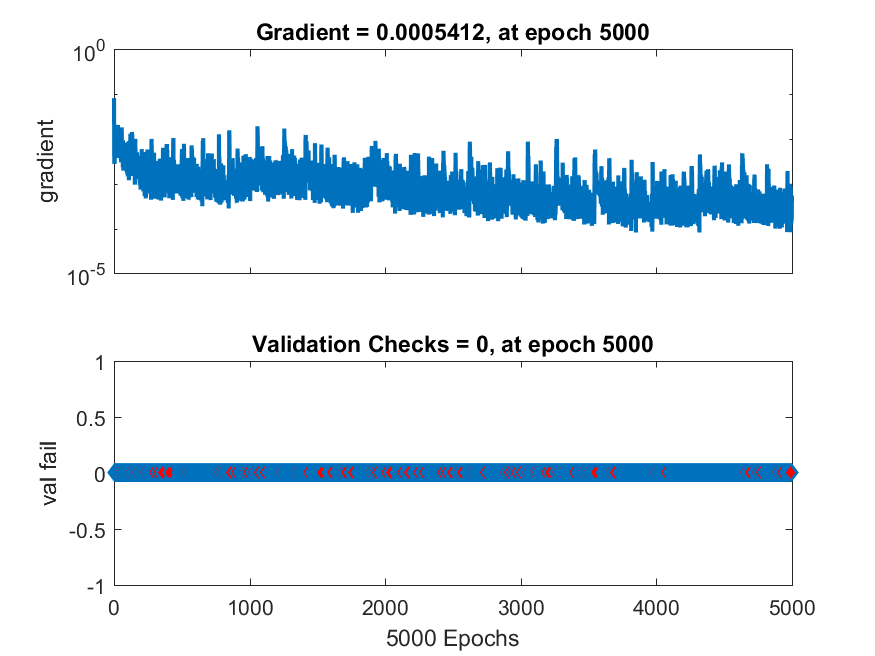 Gradient = 0.0005412, at epoch 5000
10^0
gradient
10^-5
Validation Checks = 0, at epoch 5000
1
0.5
val fail
0
-0.5
-1
0 1000 2000 3000 4000 5000
5000 Epochs